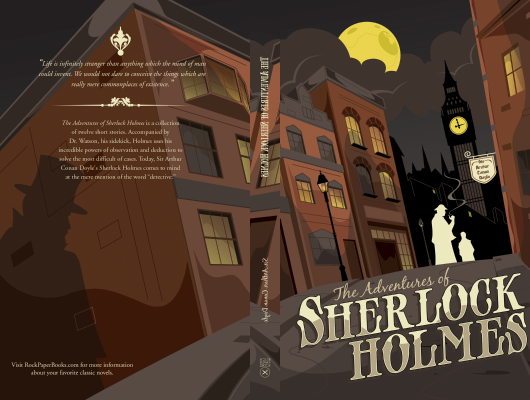 "Life is infinitely stranger than anything which the mind of man
could invent. We would not dare to conceive the things which are
really mere commonplaces of existence."
The Adventures of Sherlock Holmes is a collection
of twelve short stories. Accompanied by
Dr. Watson, his sidekick, Holmes uses his
incredible powers of observation and deduction to
solve the most difficult of cases. Today, Sir Arthur
Conan Doyle's Sherlock Holmes comes to mind
at the mere mention of the word "detective."
Visit RockPaperBooks.com for more information
about your favorite classic novels.
THE ADVENTURES OF SHERLOCK HOLMES
Sir Arthur Conan Doyle
Sir
Arthur
Conan
Doyle
The Adventures of
SHERLOCK
HOLMES